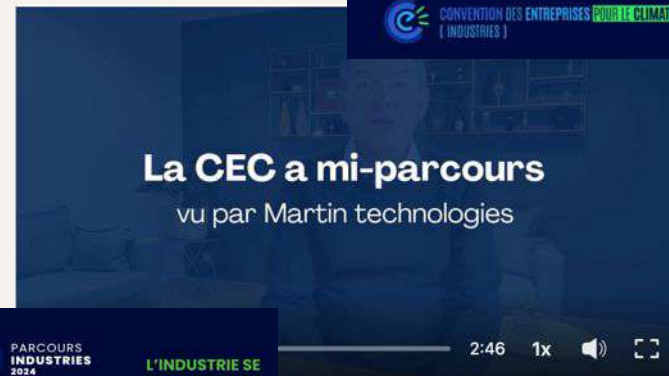 CONVENTION DES ENTREPRISES POUR LE CLIMAT
[ INDUSTRIES ]
La CEC a mi-parcours
vu par Martin technologies
2:46 1x
PARCOURS
INDUSTRIES
2024
L'INDUSTRIE SE